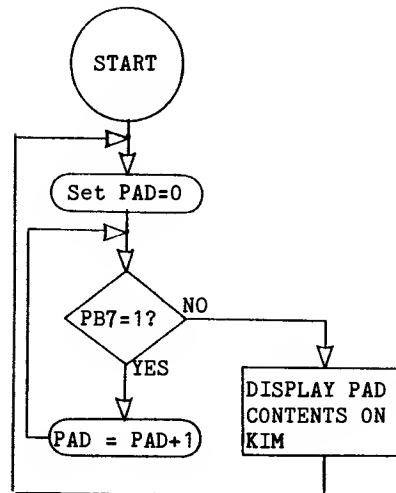 START
Set PAD=0
PB7=1?
NO
YES
DISPLAY PAD
CONTENTS ON
KIM
PAD = PAD+1